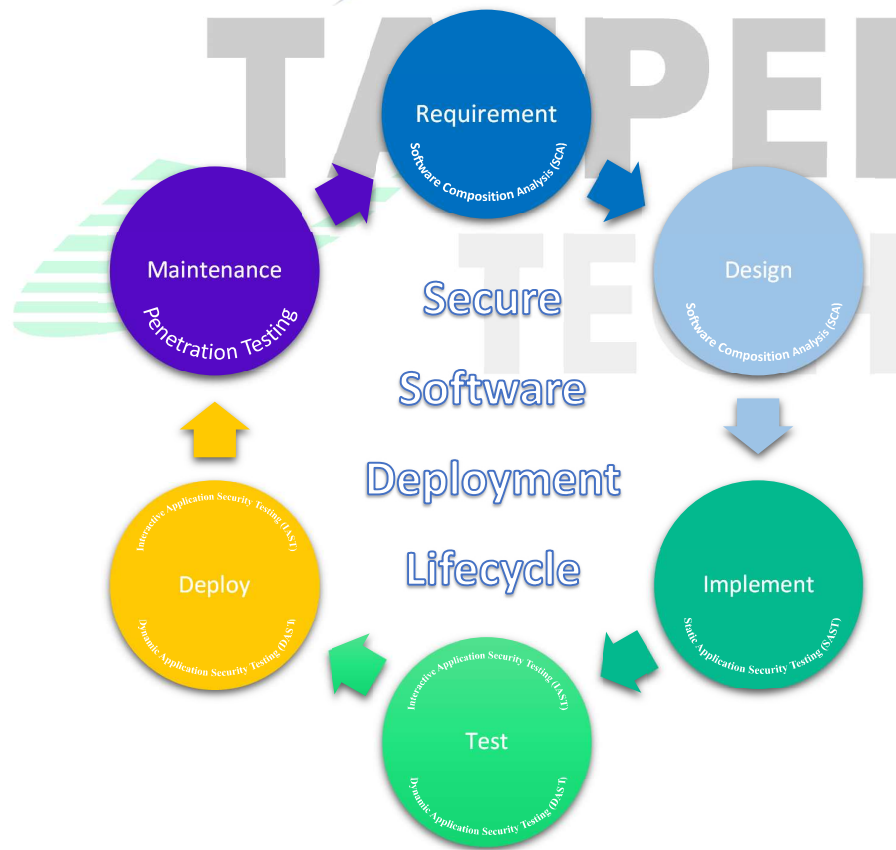 TAIPEI
TECH
Requirement
Software Composition Analysis (SCA)
Design
Software Composition Analysis (SCA)
Implement
Static Application Security Testing (SAST)
Interactive Application Security Testing (IAST)
Test
Dynamic Application Security Testing (DAST)
Interactive Application Security Testing (IAST)
Deploy
Dynamic Application Security Testing (DAST)
Maintenance
Penetration Testing
Secure
Software
Deployment
Lifecycle